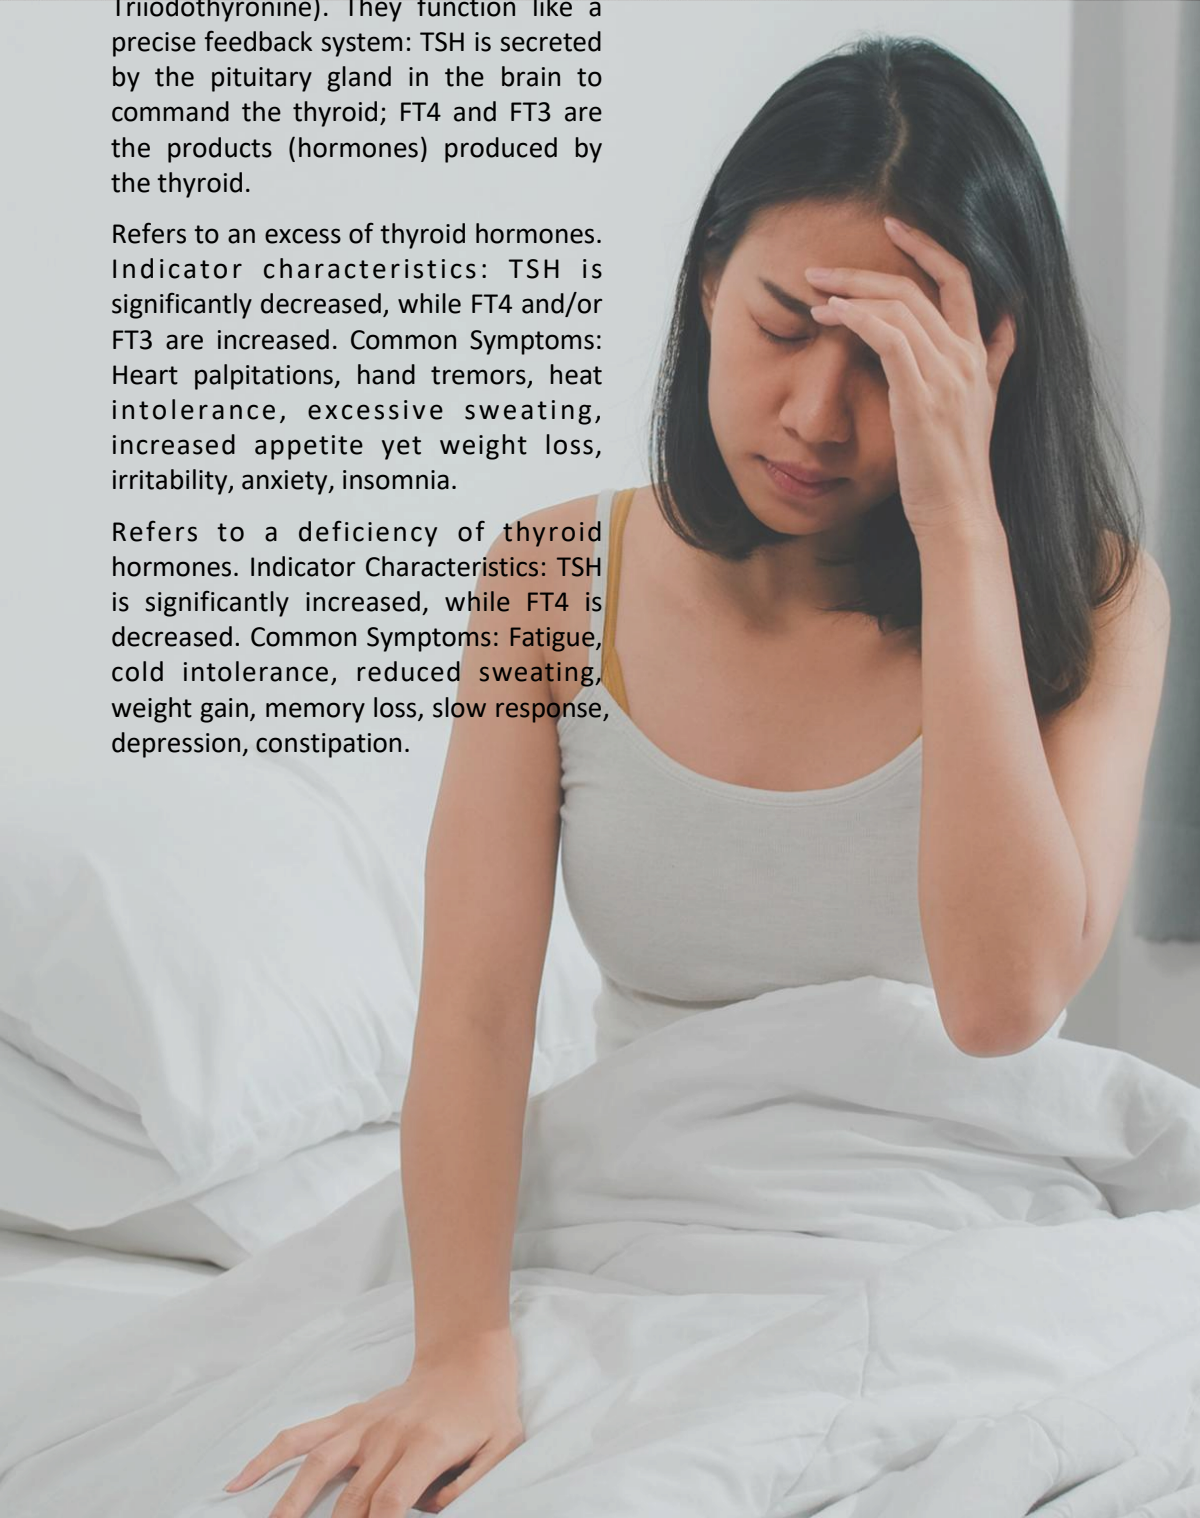 Triiodothyronine). They function like a
precise feedback system: TSH is secreted
by the pituitary gland in the brain to
command the thyroid; FT4 and FT3 are
the products (hormones) produced by
the thyroid.
Refers to an excess of thyroid hormones.
Indicator characteristics: TSH is
significantly decreased, while FT4 and/or
FT3 are increased. Common Symptoms:
Heart palpitations, hand tremors, heat
intolerance, excessive sweating,
increased appetite yet weight loss,
irritability, anxiety, insomnia.
Refers to a deficiency of thyroid
hormones. Indicator Characteristics: TSH
is significantly increased, while FT4 is
decreased. Common Symptoms: Fatigue,
cold intolerance, reduced sweating,
weight gain, memory loss, slow response,
depression, constipation.